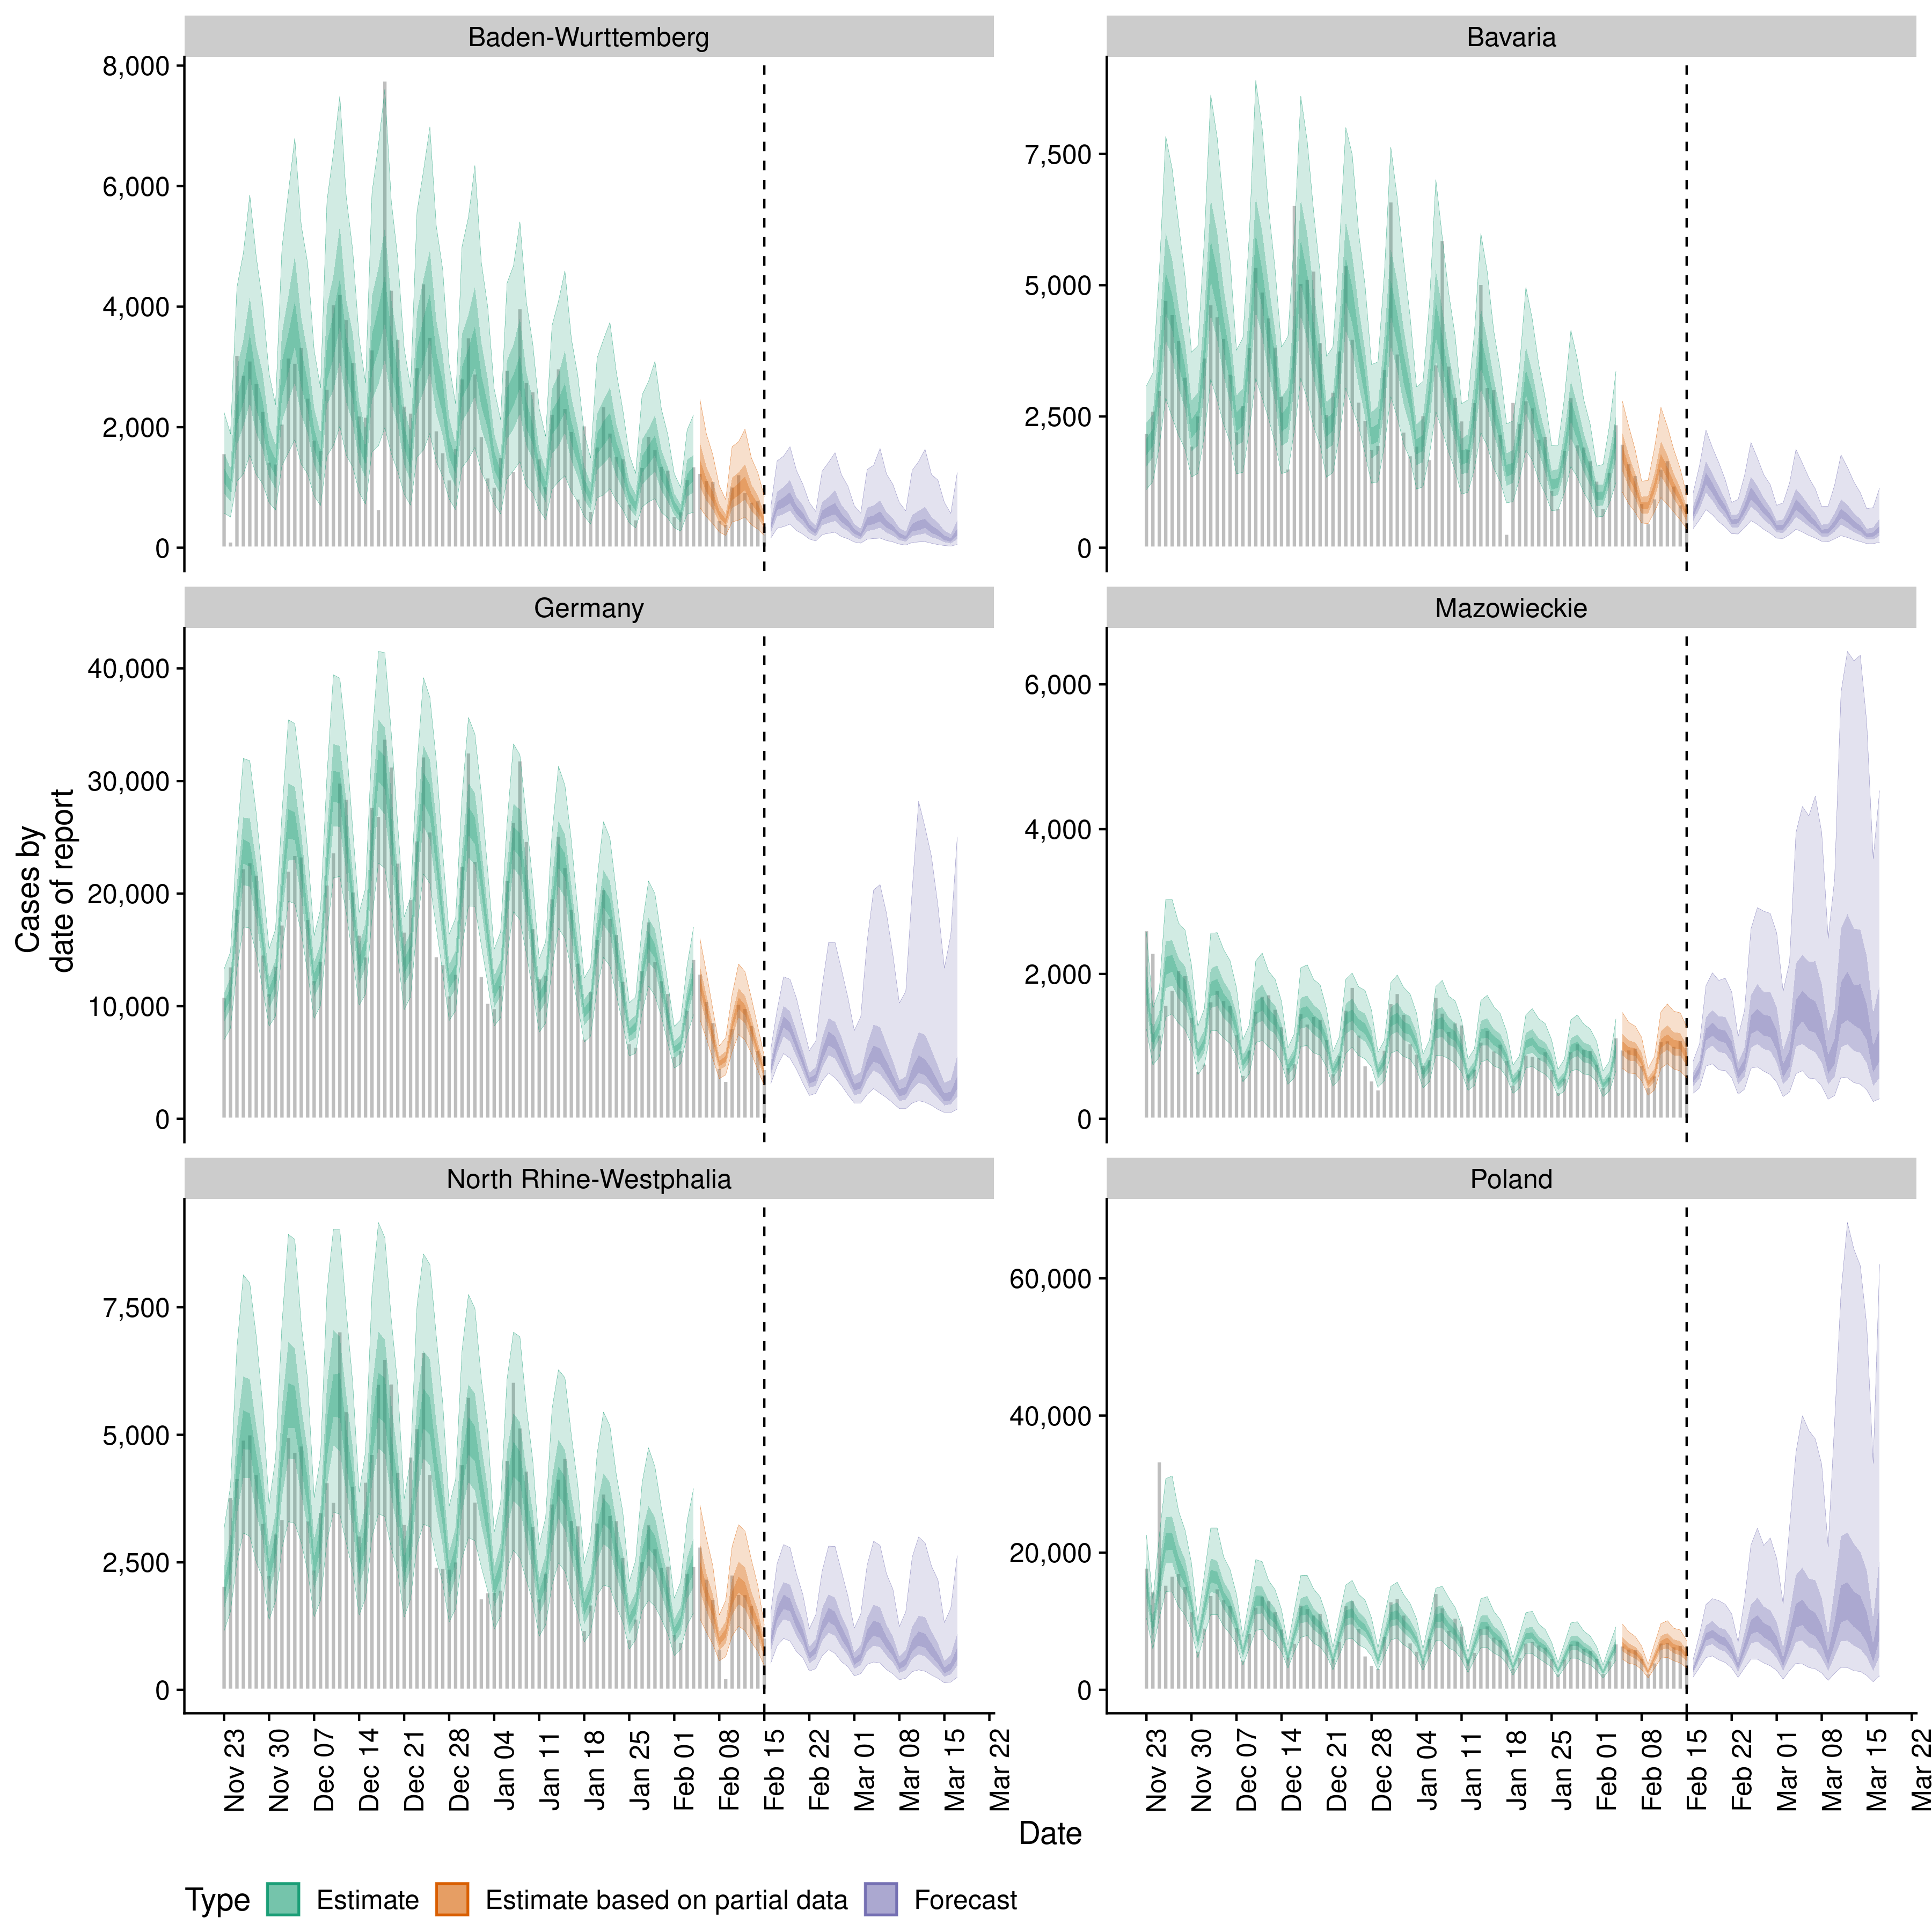 Baden-Wurttemberg
Bavaria
8,000
6,000
4,000
2,000
0
7,500
5,000
2,500
0
Germany
Mazowieckie
40,000
30,000
20,000
10,000
0
6,000
4,000
2,000
0
Cases by
date of report
North Rhine-Westphalia
Poland
7,500
5,000
2,500
0
60,000
40,000
20,000
0
Nov 23
Nov 30
Dec 07
Dec 14
Dec 21
Dec 28
Jan 04
Jan 11
Jan 18
Jan 25
Feb 01
Feb 08
Feb 15
Feb 22
Mar 01
Mar 08
Mar 15
Mar 22
Nov 23
Nov 30
Dec 07
Dec 14
Dec 21
Dec 28
Jan 04
Jan 11
Jan 18
Jan 25
Feb 01
Feb 08
Feb 15
Feb 22
Mar 01
Mar 08
Mar 15
Mar 22
Date
Type Estimate Estimate based on partial data Forecast